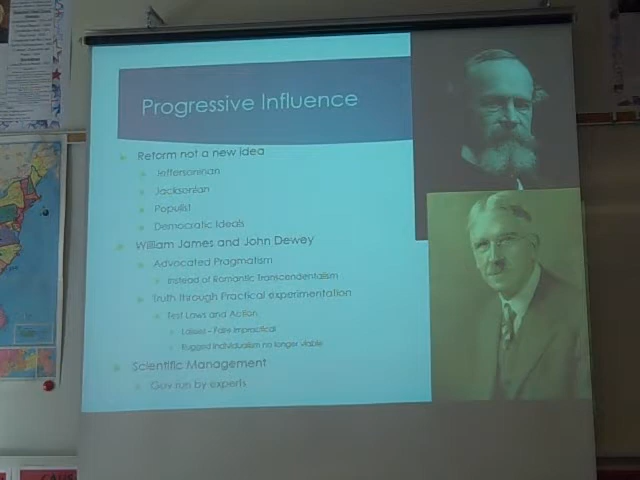 Progressive Influence
Reform not a new idea
Jeffersoninan
Jacksonian
Populist
Democratic Ideals
William James and John Dewey
Advocated Pragmatism
Instead of Romantic Transcendentalism
Truth through Practical experimentation
Test Laws and Action
Laissez – Faire impractical
Rugged Individualism no longer viable
Scientific Management
Gov run by experts
CAUS